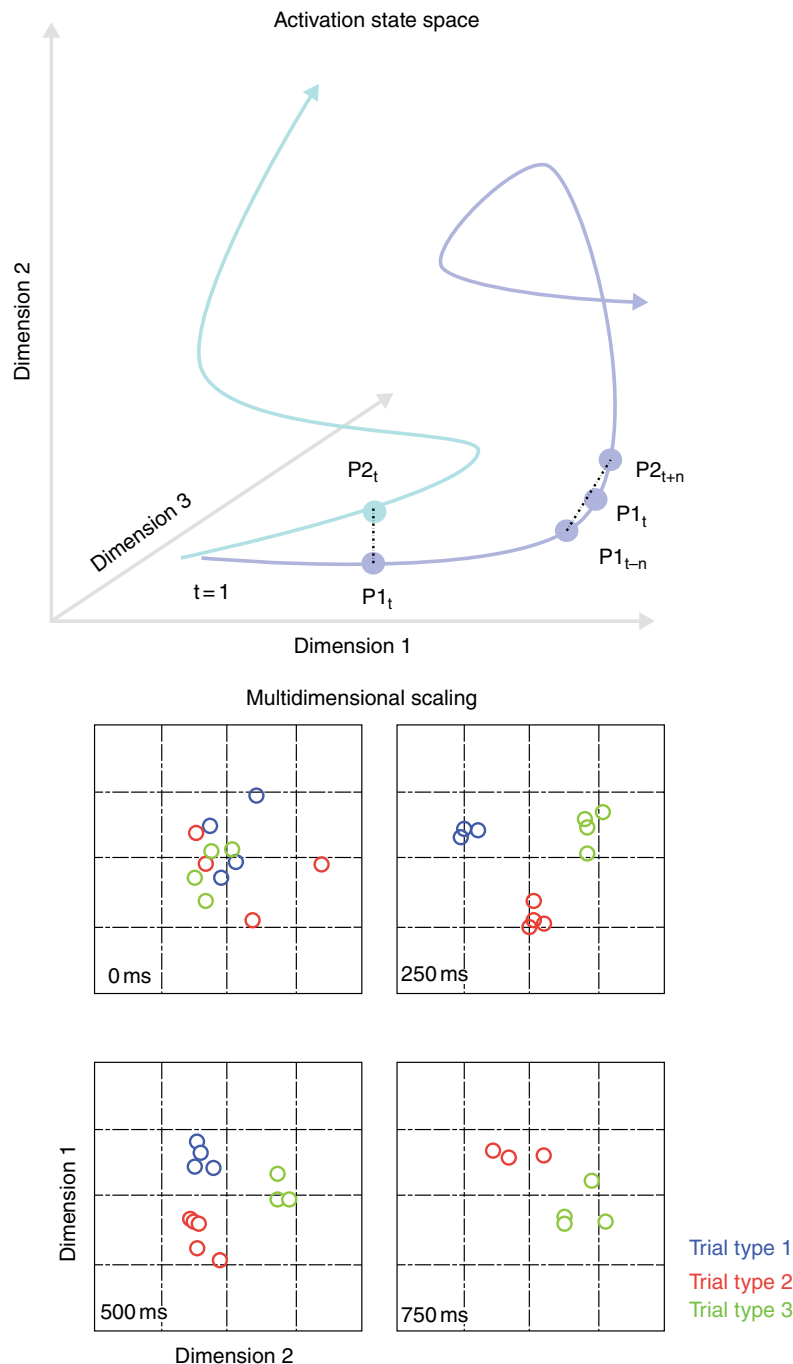 Activation state space
Dimension 2
Dimension 3
P2t
P2t+n
P1t
P1t–n
t = 1
P1t
Dimension 1
Multidimensional scaling
0 ms
250 ms
Dimension 1
500 ms
750 ms
Trial type 1
Trial type 2
Trial type 3
Dimension 2